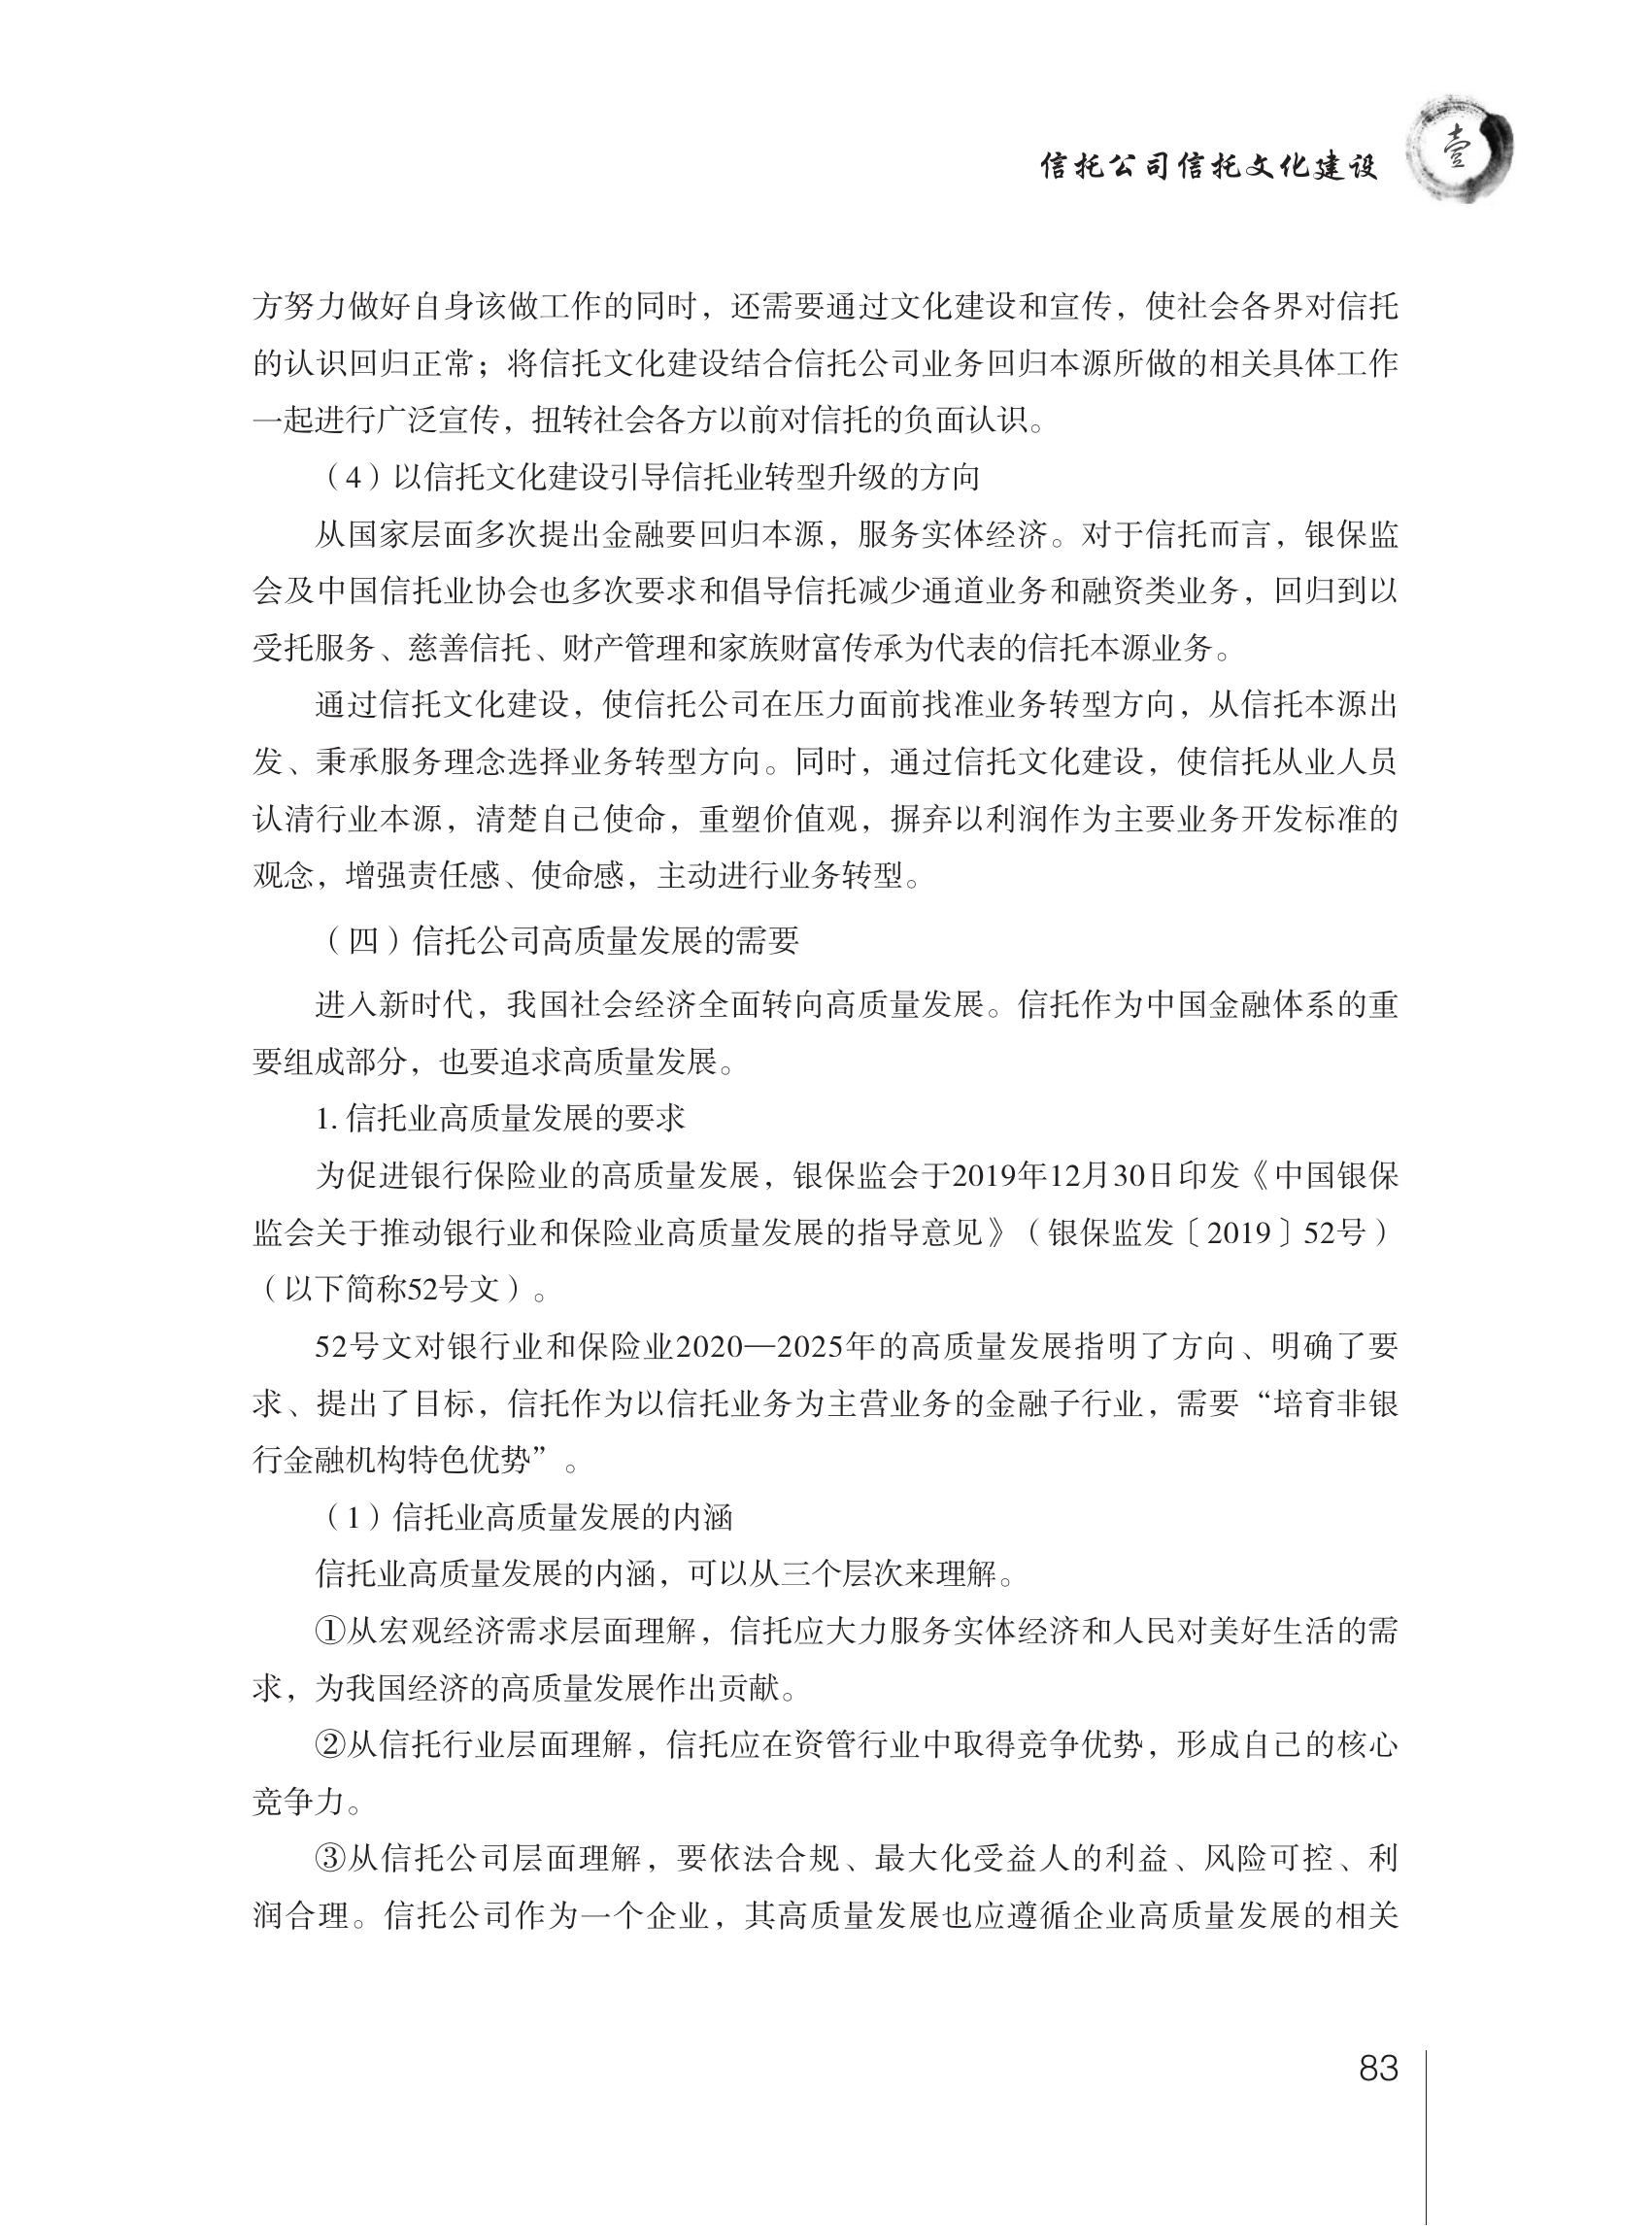 信托公司信托文化建设
壹
方努力做好自身该做工作的同时，还需要通过文化建设和宣传，使社会各界对信托
的认识回归正常；将信托文化建设结合信托公司业务回归本源所做的相关具体工作
一起进行广泛宣传，扭转社会各方以前对信托的负面认识。
（4）以信托文化建设引导信托业转型升级的方向
从国家层面多次提出金融要回归本源，服务实体经济。对于信托而言，银保监
会及中国信托业协会也多次要求和倡导信托减少通道业务和融资类业务，回归到以
受托服务、慈善信托、财产管理和家族财富传承为代表的信托本源业务。
通过信托文化建设，使信托公司在压力面前找准业务转型方向，从信托本源出
发、秉承服务理念选择业务转型方向。同时，通过信托文化建设，使信托从业人员
认清行业本源，清楚自己使命，重塑价值观，摒弃以利润作为主要业务开发标准的
观念，增强责任感、使命感，主动进行业务转型。
（四）信托公司高质量发展的需要
进入新时代，我国社会经济全面转向高质量发展。信托作为中国金融体系的重
要组成部分，也要追求高质量发展。
1. 信托业高质量发展的要求
为促进银行保险业的高质量发展，银保监会于2019年12月30日印发《中国银保
监会关于推动银行业和保险业高质量发展的指导意见》（银保监发〔2019〕52号）
（以下简称52号文）。
52号文对银行业和保险业2020—2025年的高质量发展指明了方向、明确了要
求、提出了目标，信托作为以信托业务为主营业务的金融子行业，需要“培育非银
行金融机构特色优势”。
（1）信托业高质量发展的内涵
信托业高质量发展的内涵，可以从三个层次来理解。
①从宏观经济需求层面理解，信托应大力服务实体经济和人民对美好生活的需
求，为我国经济的高质量发展作出贡献。
②从信托行业层面理解，信托应在资管行业中取得竞争优势，形成自己的核心
竞争力。
③从信托公司层面理解，要依法合规、最大化受益人的利益、风险可控、利
润合理。信托公司作为一个企业，其高质量发展也应遵循企业高质量发展的相关
83